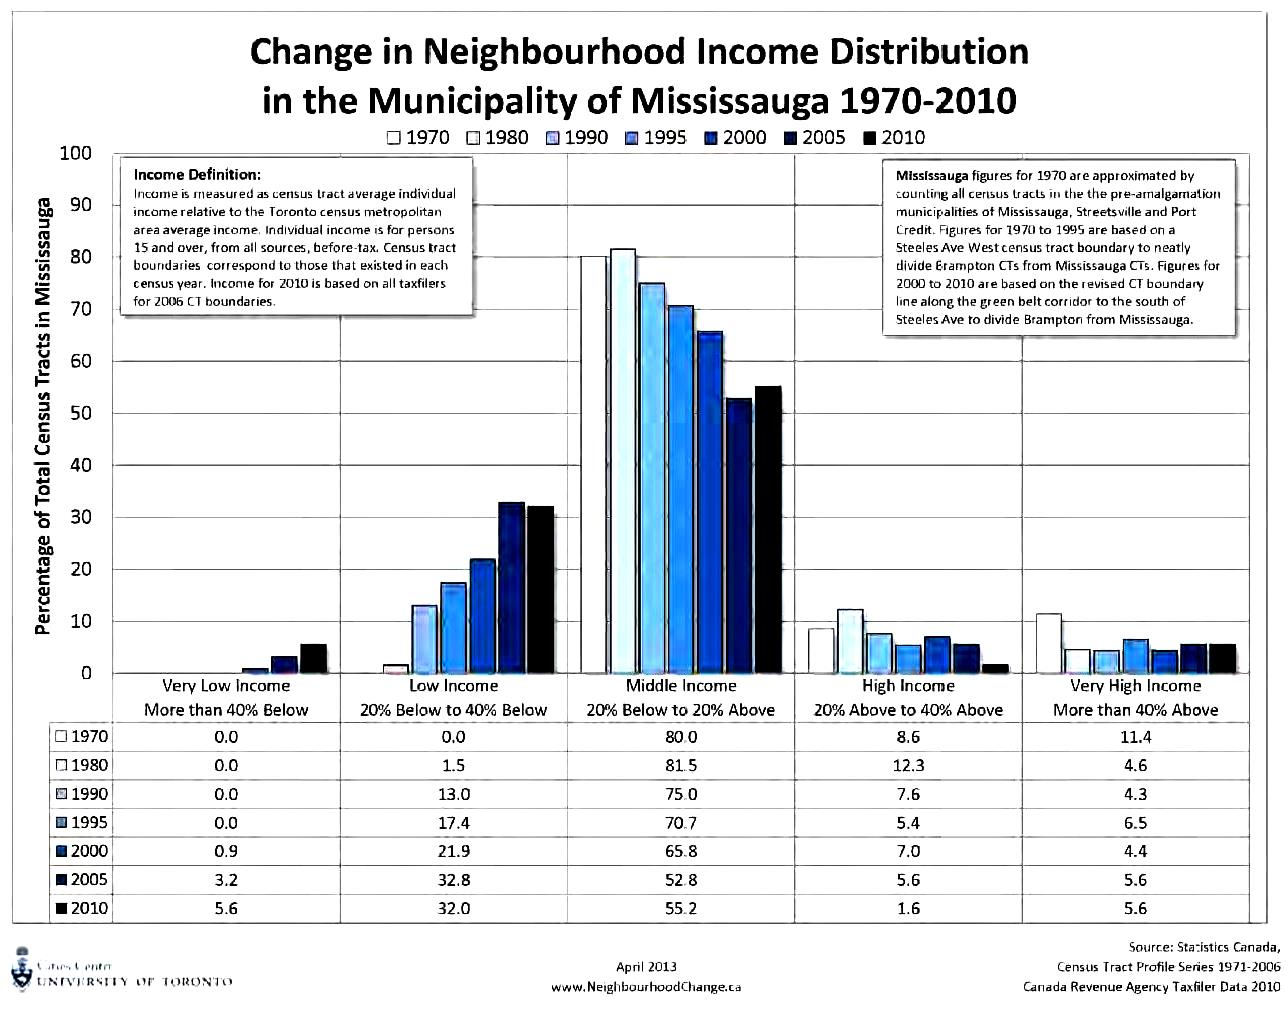 Change in Neighbourhood Income Distribution
in the Municipality of Mississauga 1970-2010
1970 1980 1990 1995 2000 2005 2010
Percentage of Total Census Tracts in Mississauga
100
90
80
70
60
50
40
30
20
10
0
Income Definition:
Income is measured as census tract average individual
income relative to the Toronto census metropolitan
area average income. Individual income is for persons
15 and over, from all sources, before-tax. Census tract
boundaries correspond to those that existed in each
census year. Income for 2010 is based on all taxfilers
for 2006 CT boundaries.
Mississauga figures for 1970 are approximated by
counting all census tracts in the the pre-amalgamation
municipalities of Mississauga, Streetsville and Port
Credit. Figures for 1970 to 1995 are based on a
Steeles Ave West census tract boundary to neatly
divide Brampton CTs from Mississauga CTs. Figures for
2000 to 2010 are based on the revised CT boundary
line along the green belt corridor to the south of
Steeles Ave to divide Brampton from Mississauga.
Very Low Income Low Income Middle Income High Income Very High Income
More than 40% Below 20% Below to 40% Below 20% Below to 20% Above 20% Above to 40% Above More than 40% Above
1970 0.0 0.0 80.0 8.6 11.4
1980 0.0 1.5 81.5 12.3 4.6
1990 0.0 13.0 75.0 7.6 4.3
1995 0.0 17.4 70.7 5.4 6.5
2000 0.9 21.9 65.8 7.0 4.4
2005 3.2 32.8 52.8 5.6 5.6
2010 5.6 32.0 55.2 1.6 5.6
Cities Centre
UNIVERSITY OF TORONTO
April 2013
www.NeighbourhoodChange.ca
Source: Statistics Canada,
Census Tract Profile Series 1971-2006
Canada Revenue Agency Taxfiler Data 2010